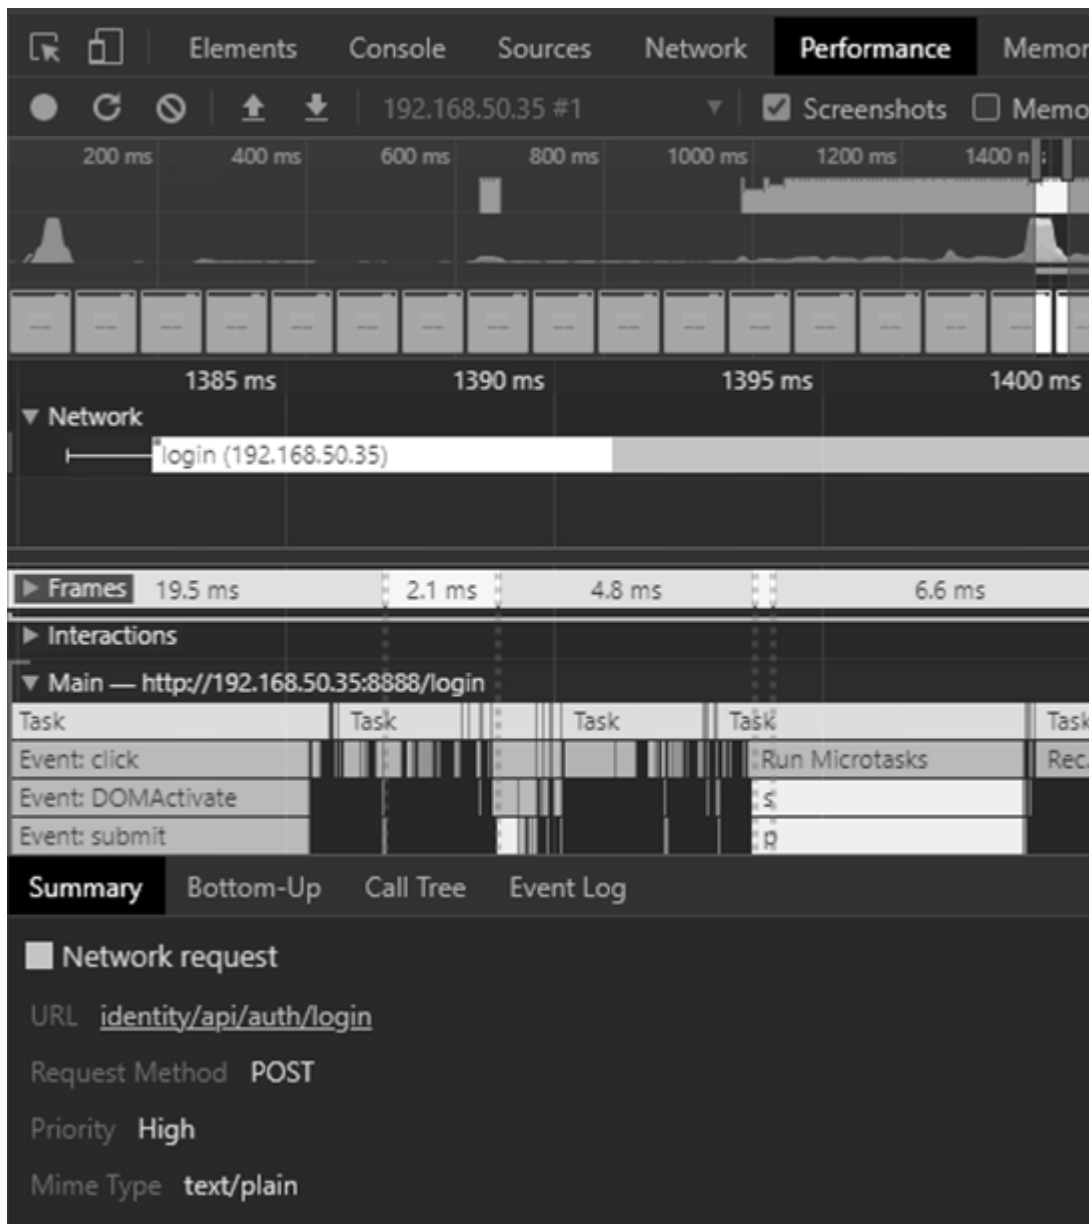 Elements Console Sources Network Performance Memor
192.168.50.35 #1 Screenshots Memo
200 ms 400 ms 600 ms 800 ms 1000 ms 1200 ms 1400
1385 ms 1390 ms 1395 ms 1400 ms
Network
login (192.168.50.35)
Frames 19.5 ms 2.1 ms 4.8 ms 6.6 ms
Interactions
Main — http://192.168.50.35:8888/login
Task Task Task Task Task
Event: click Run Microtasks Rec
Event: DOMActivate s
Event: submit p
Summary Bottom-Up Call Tree Event Log
Network request
URL identity/api/auth/login
Request Method POST
Priority High
Mime Type text/plain